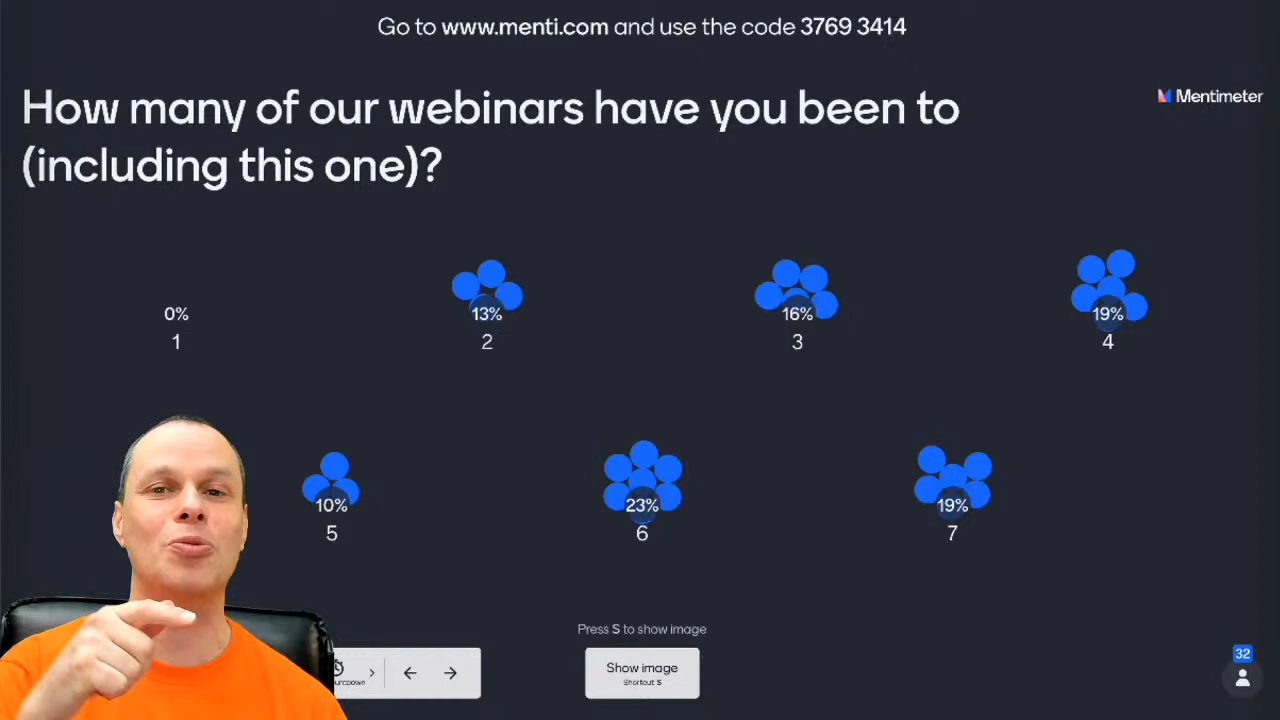 Go to www.menti.com and use the code 3769 3414
How many of our webinars have you been to
(including this one)?
Mentimeter
0%
1
13%
2
16%
3
19%
4
10%
5
23%
6
19%
7
Press S to show image
Show image
Shortcut S
32